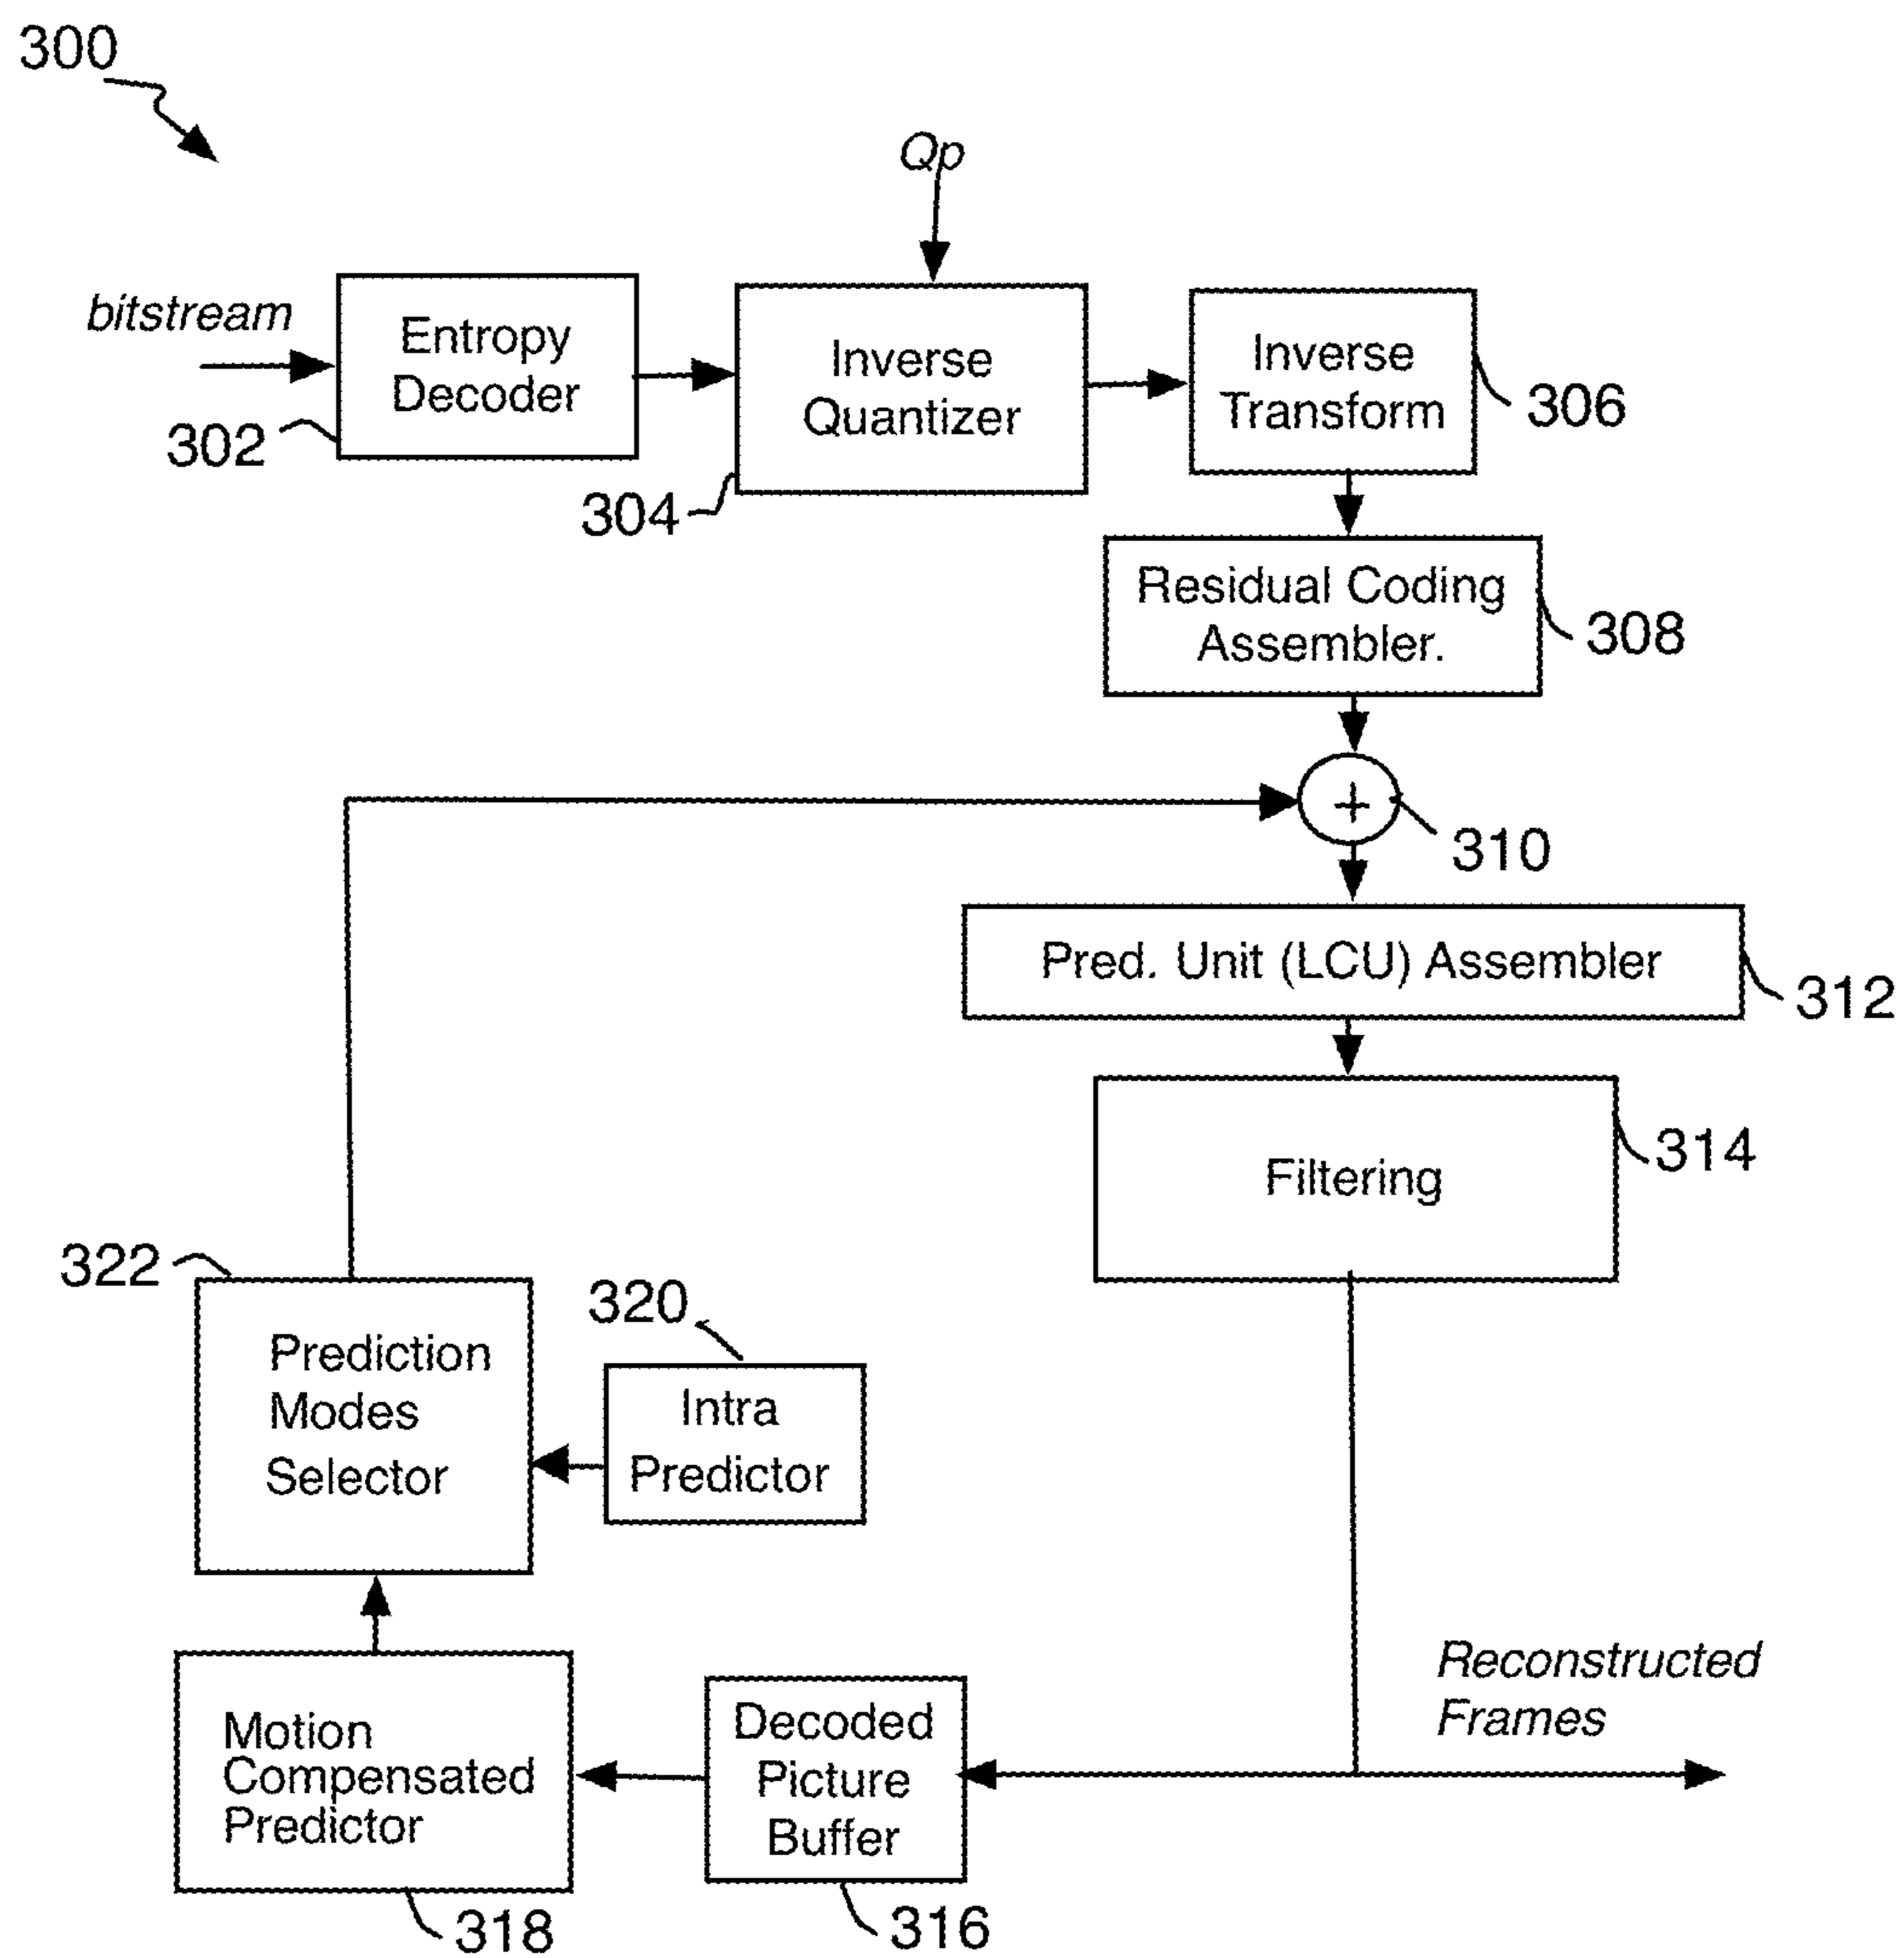 300
Qp
bitstream
Entropy
Decoder
302
Inverse
Quantizer
304
Inverse
Transform
306
Residual Coding
Assembler.
308
+
310
Pred. Unit (LCU) Assembler
312
Filtering
314
322
Prediction
Modes
Selector
320
Intra
Predictor
Motion
Compensated
Predictor
318
Decoded
Picture
Buffer
316
Reconstructed
Frames